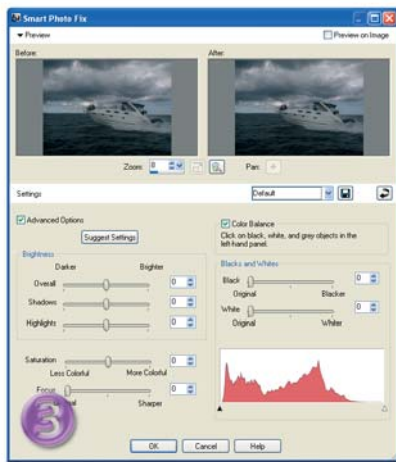 Smart Photo Fix
Preview
Preview on Image
Before:
After:
Zoom: 8
Pan:
Settings
Default
Advanced Options
Suggest Settings
Brightness
Darker Brighter
Overall 0
Shadows 0
Highlights 0
Saturation 0
Less Colorful More Colorful
Focus 0
Sharper
Color Balance
Click on black, white, and grey objects in the
left-hand panel.
Blacks and Whites
Black 0
Original Blacker
White 0
Original Whiter
3
OK Cancel Help